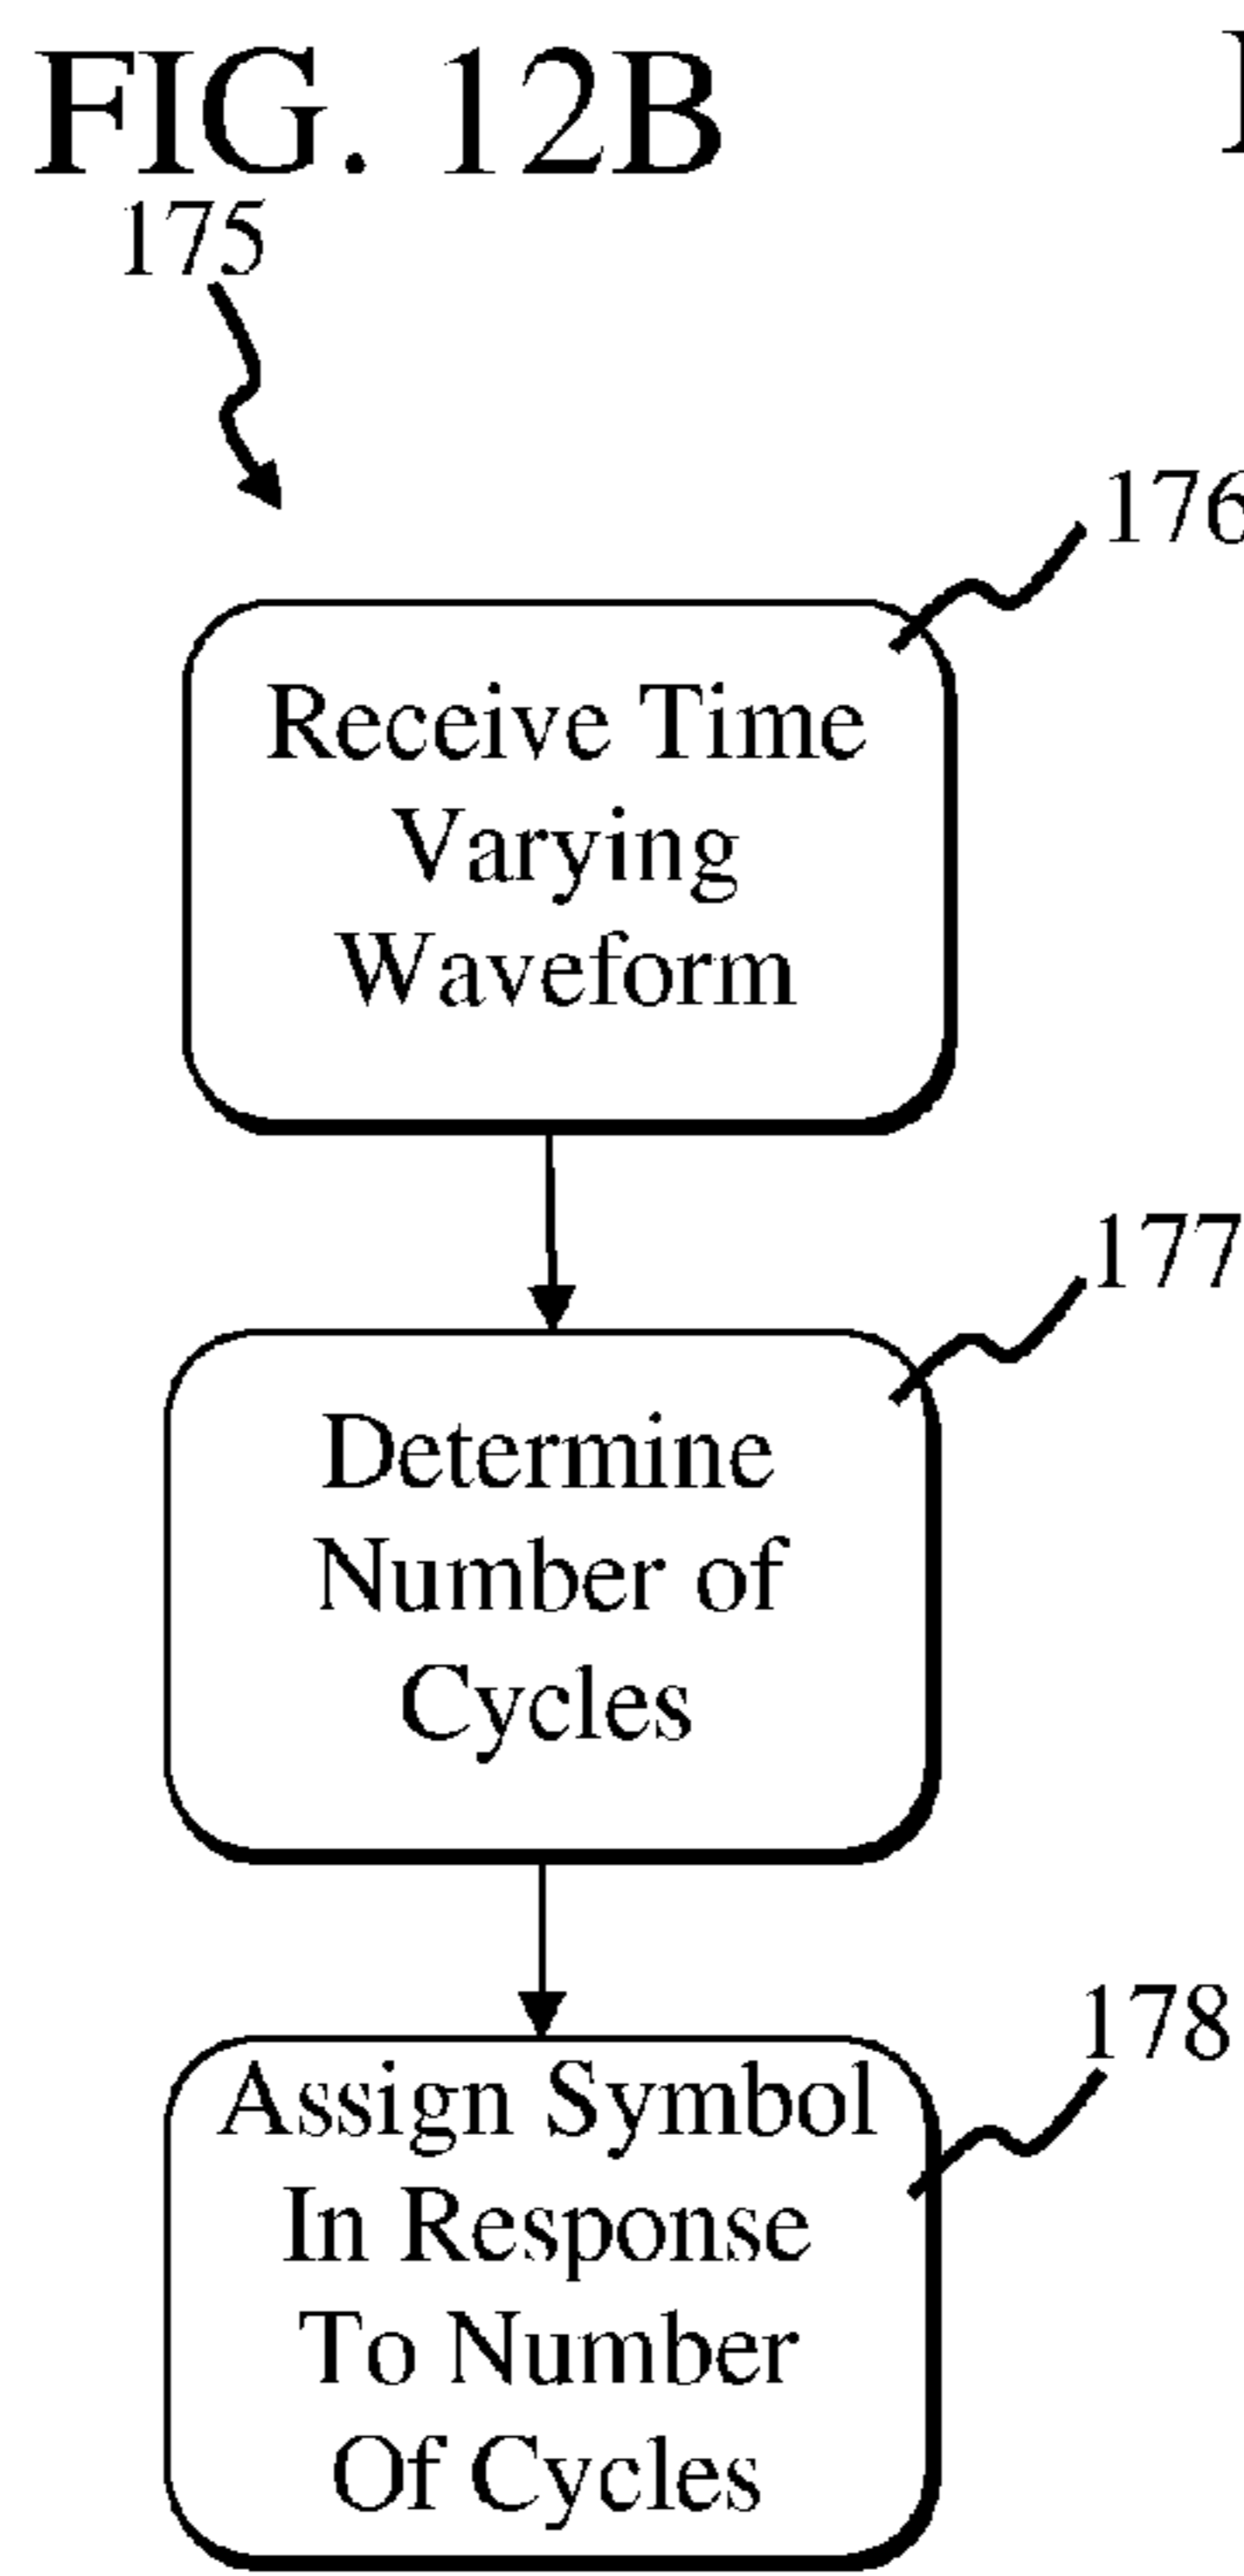 FIG. 12B
175
176
Receive Time
Varying
Waveform
177
Determine
Number of
Cycles
178
Assign Symbol
In Response
To Number
Of Cycles